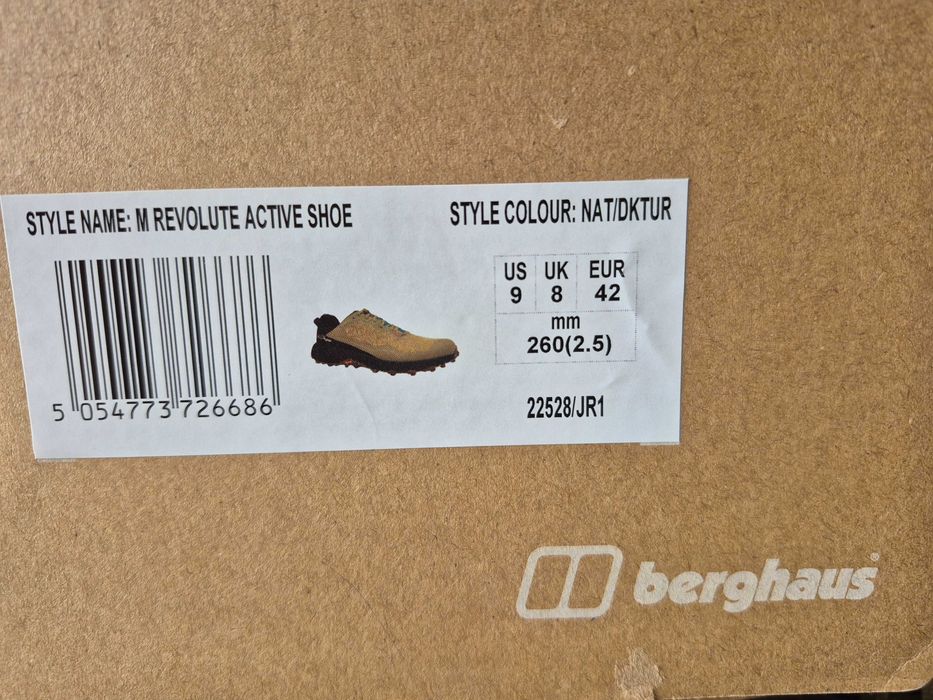 STYLE NAME: M REVOLUTE ACTIVE SHOE
STYLE COLOUR: NAT/DKTUR
US UK EUR
9 8 42
mm
260(2.5)
5 054773 726686
22528/JR1
berghaus®